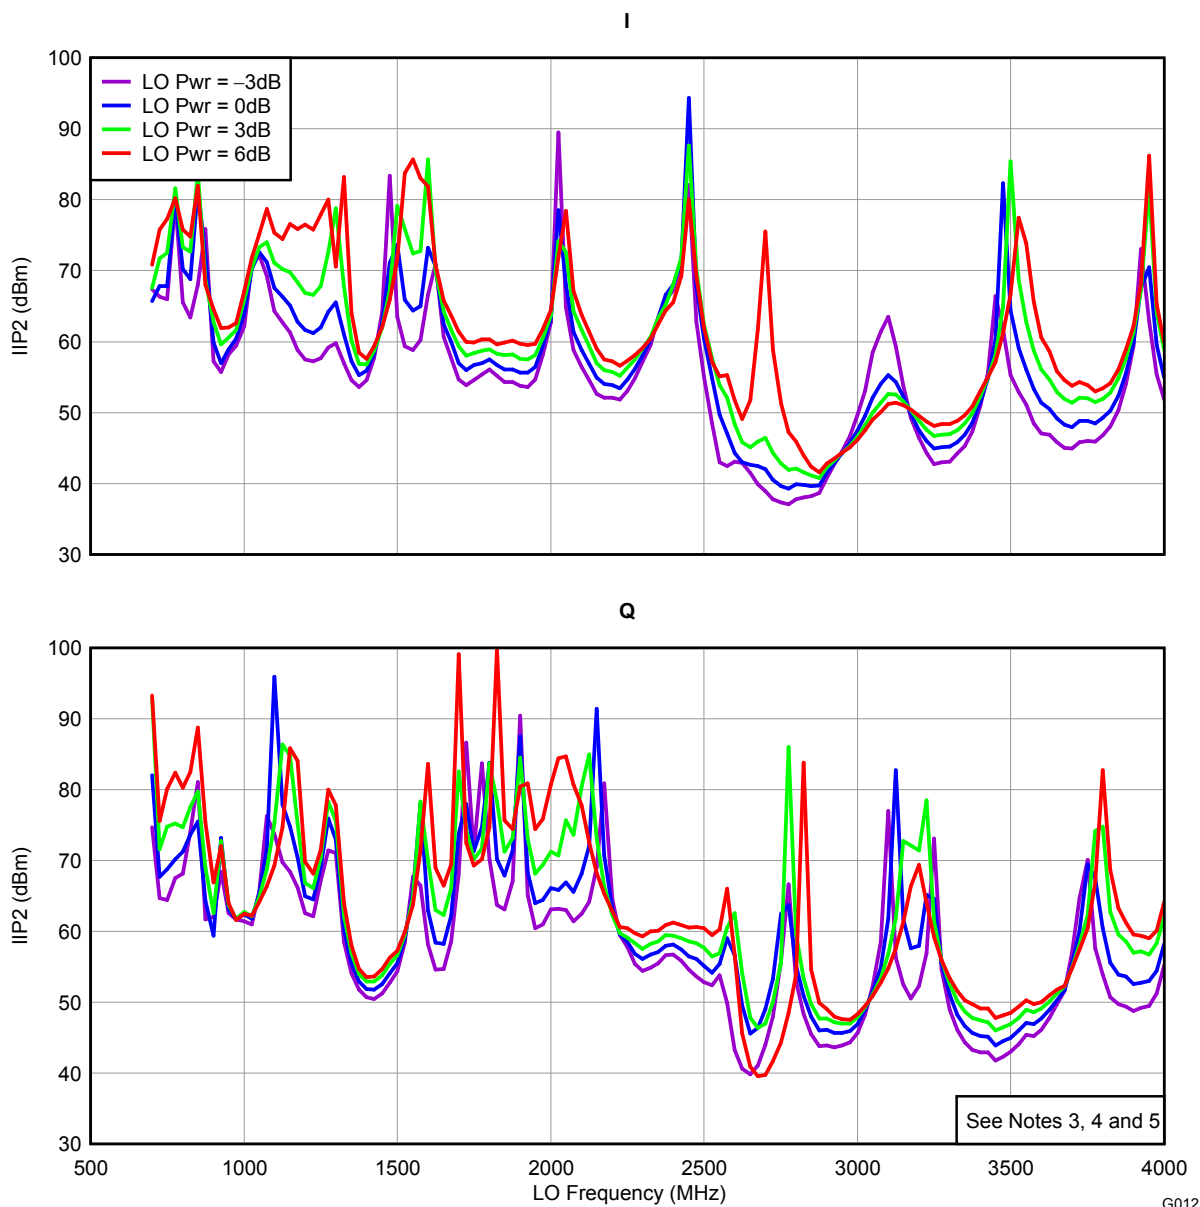 I
100
90
80
70
60
50
40
30
IIP2 (dBm)
LO Pwr = –3dB
LO Pwr = 0dB
LO Pwr = 3dB
LO Pwr = 6dB
Q
100
90
80
70
60
50
40
30
IIP2 (dBm)
See Notes 3, 4 and 5
500 1000 1500 2000 2500 3000 3500 4000
LO Frequency (MHz)
G012